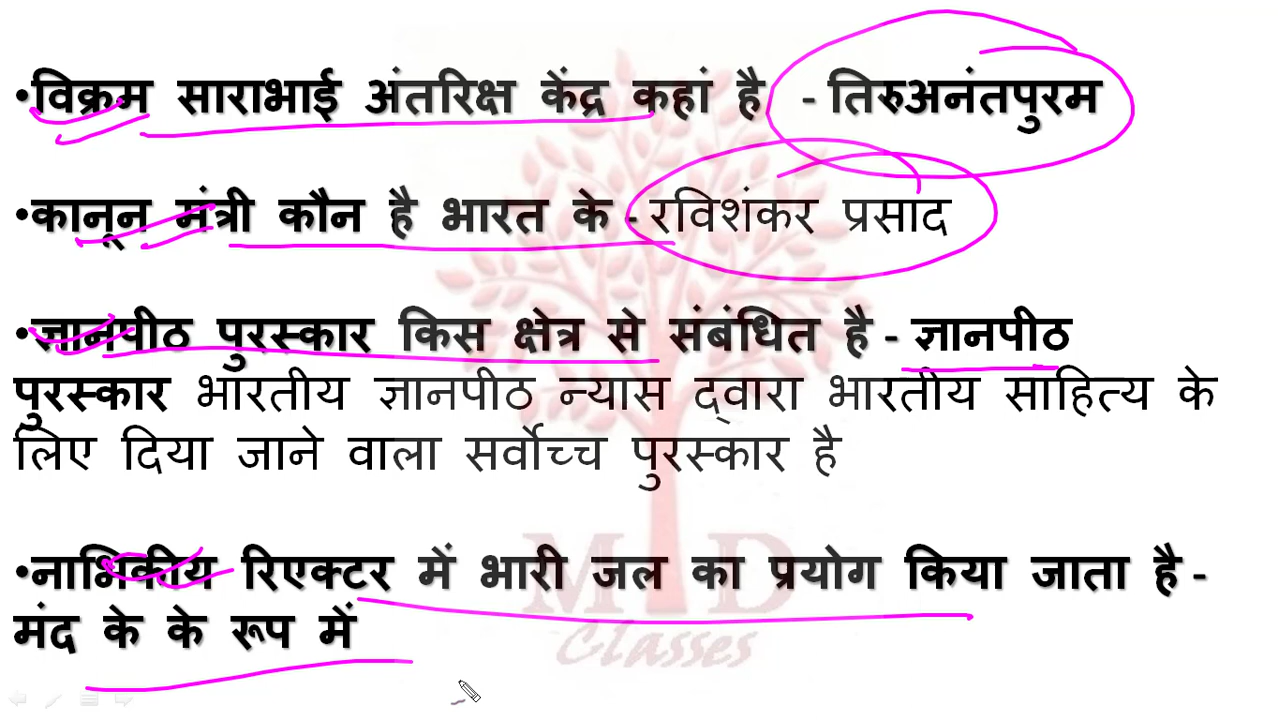 •विक्रम साराभाई अंतरिक्ष केंद्र कहां है - तिरुअनंतपुरम
•कानून मंत्री कौन है भारत के - रविशंकर प्रसाद
•ज्ञानपीठ पुरस्कार किस क्षेत्र से संबंधित है - ज्ञानपीठ
पुरस्कार भारतीय ज्ञानपीठ न्यास द्वारा भारतीय साहित्य के
लिए दिया जाने वाला सर्वोच्च पुरस्कार है
•नाभिकीय रिएक्टर में भारी जल का प्रयोग किया जाता है -
मंद के के रूप में
M D
Classes